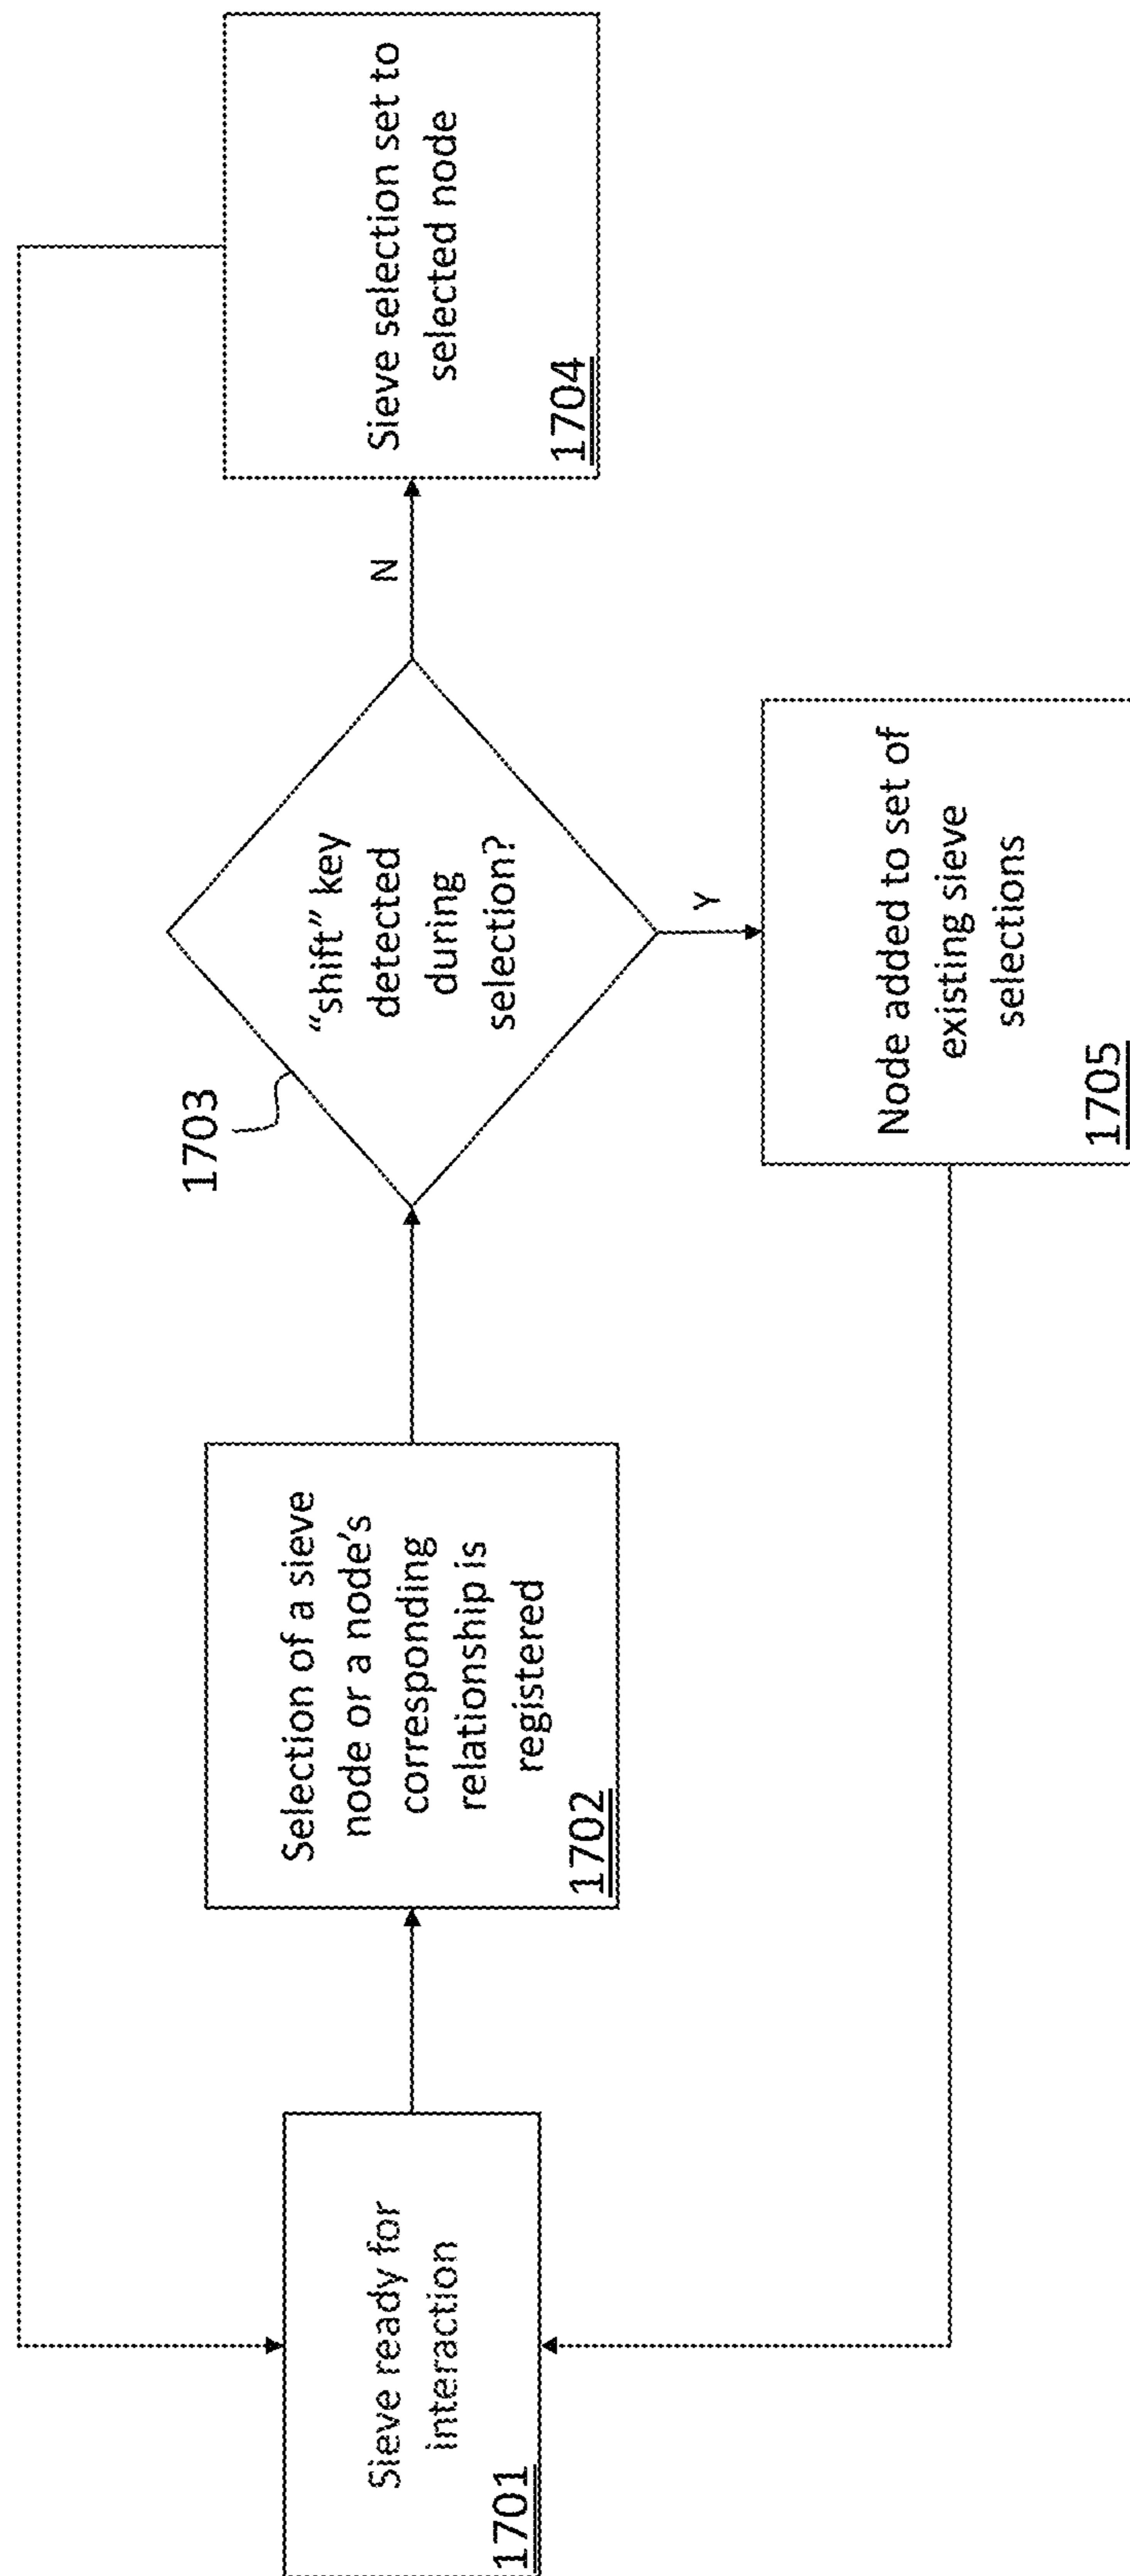 Sieve ready for
interaction
1701
Selection of a sieve
node or a node's
corresponding
relationship is
registered
1702
1703
“shift” key
detected
during
selection?
N
Sieve selection set to
selected node
1704
Y
Node added to set of
existing sieve
selections
1705